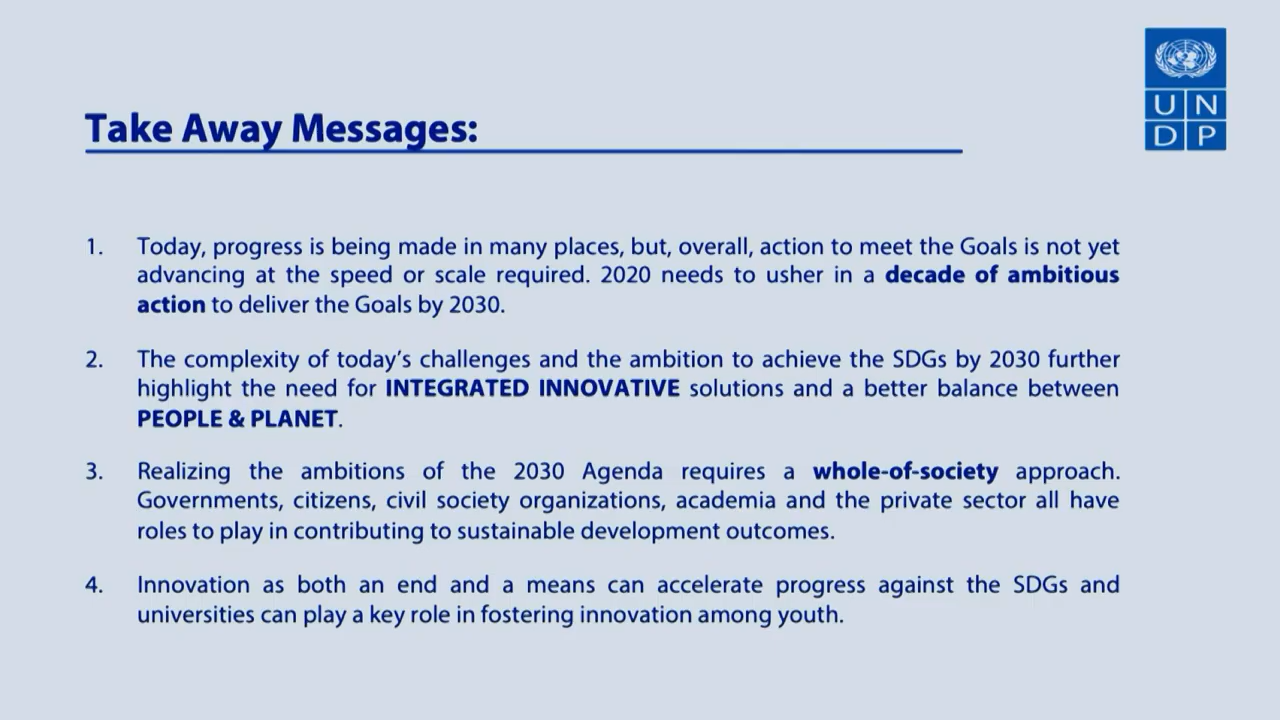 Take Away Messages:
U N
D P
1. Today, progress is being made in many places, but, overall, action to meet the Goals is not yet
advancing at the speed or scale required. 2020 needs to usher in a decade of ambitious
action to deliver the Goals by 2030.
2. The complexity of today’s challenges and the ambition to achieve the SDGs by 2030 further
highlight the need for INTEGRATED INNOVATIVE solutions and a better balance between
PEOPLE & PLANET.
3. Realizing the ambitions of the 2030 Agenda requires a whole-of-society approach.
Governments, citizens, civil society organizations, academia and the private sector all have
roles to play in contributing to sustainable development outcomes.
4. Innovation as both an end and a means can accelerate progress against the SDGs and
universities can play a key role in fostering innovation among youth.